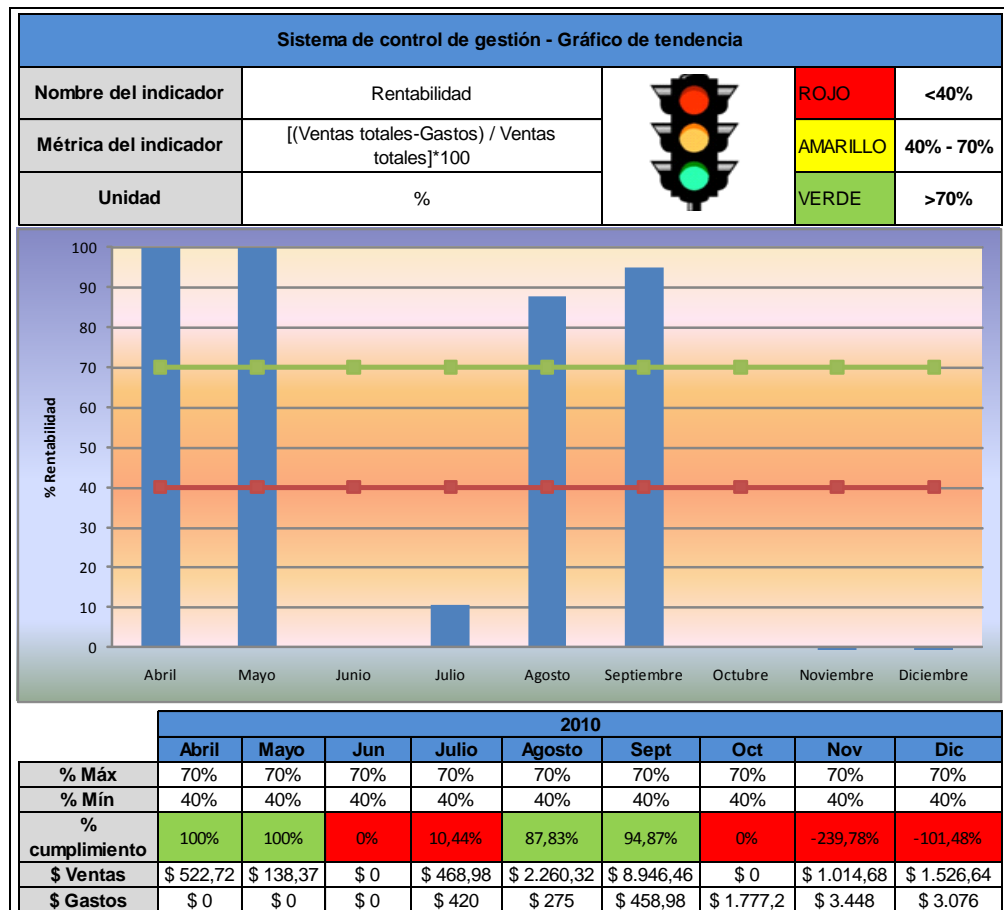 Sistema de control de gestión - Gráfico de tendencia
Nombre del indicador Rentabilidad ROJO <40%
Métrica del indicador [(Ventas totales-Gastos) / Ventas totales]*100 AMARILLO 40% - 70%
Unidad % VERDE >70%
% Rentabilidad
100
90
80
70
60
50
40
30
20
10
0
Abril Mayo Junio Julio Agosto Septiembre Octubre Noviembre Diciembre
2010
Abril Mayo Jun Julio Agosto Sept Oct Nov Dic
% Máx 70% 70% 70% 70% 70% 70% 70% 70% 70%
% Mín 40% 40% 40% 40% 40% 40% 40% 40% 40%
% cumplimiento 100% 100% 0% 10,44% 87,83% 94,87% 0% -239,78% -101,48%
$ Ventas $ 522,72 $ 138,37 $ 0 $ 468,98 $ 2.260,32 $ 8.946,46 $ 0 $ 1.014,68 $ 1.526,64
$ Gastos $ 0 $ 0 $ 0 $ 420 $ 275 $ 458,98 $ 1.777,2 $ 3.448 $ 3.076